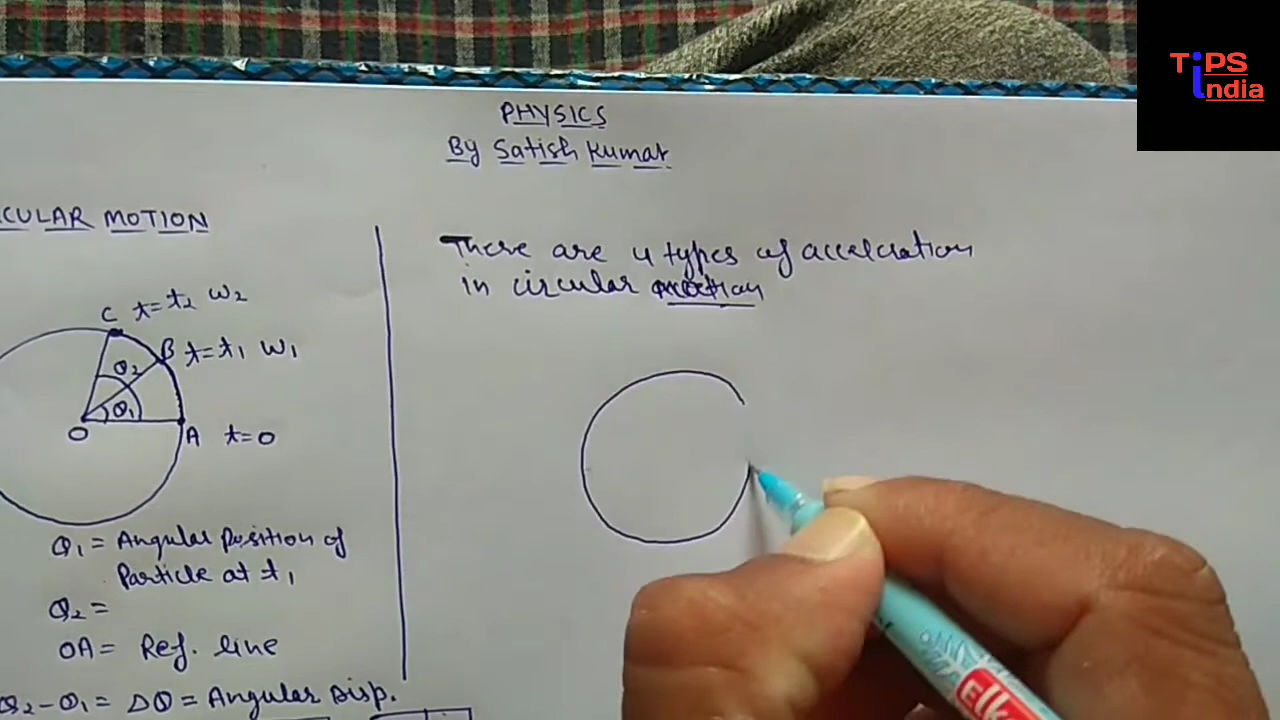 TiPS
india
PHYSICS
By Satish Kumar
CULAR MOTION
C t=t₂ ω₂
B t=t₁ ω₁
θ₂
θ₁
O
A t=0
θ₁ = Angular Position of
Particle at t₁
θ₂ =
OA = Ref. line
θ₂-θ₁ = Δθ = Angular Disp.
There are 4 types of acceleration
in circular motion